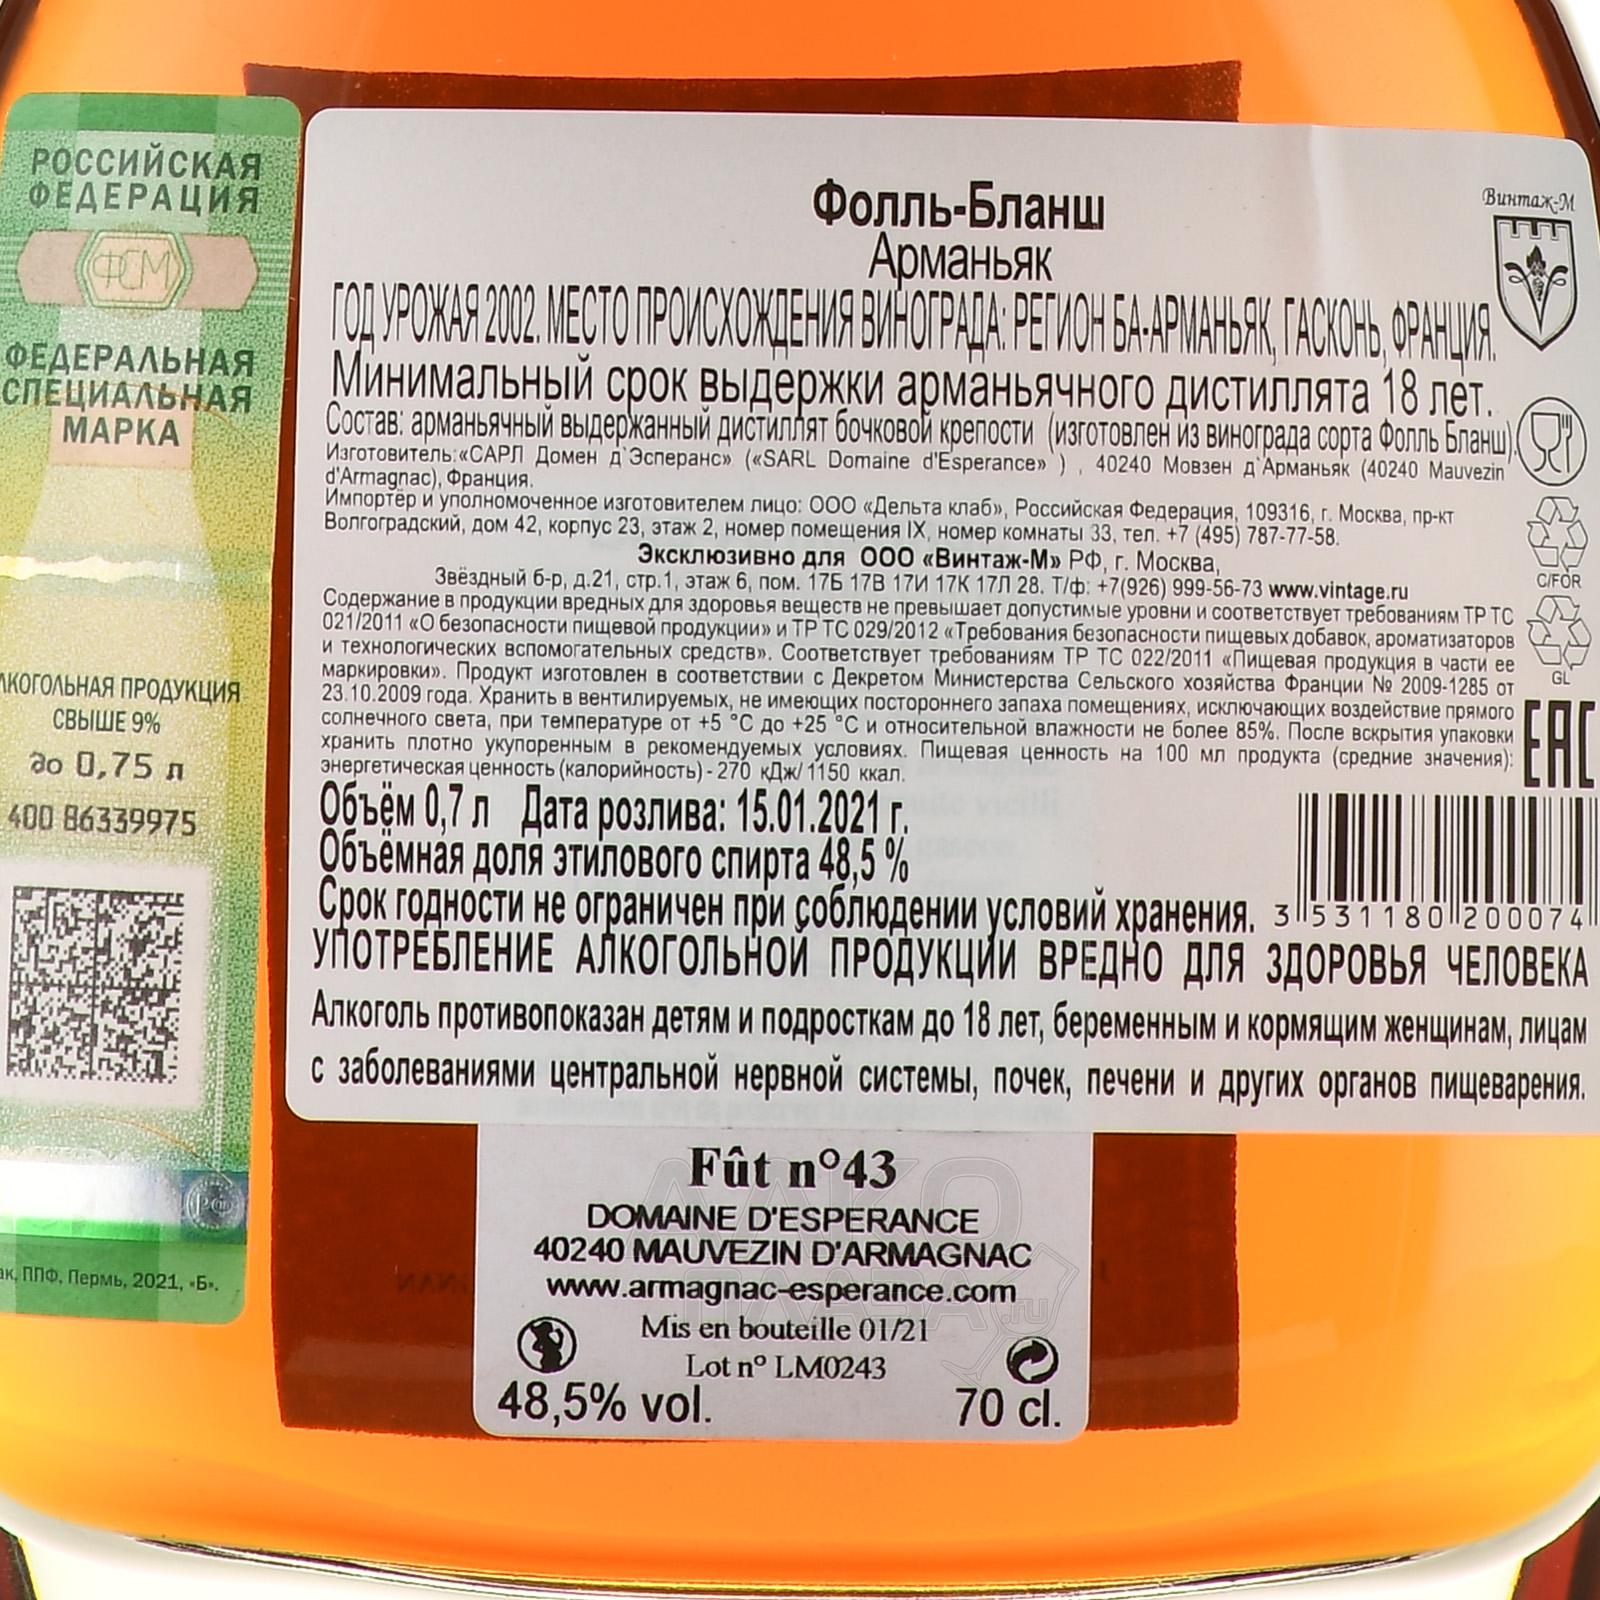 РОССИЙСКАЯ
ФЕДЕРАЦИЯ
ФСМ
ФЕДЕРАЛЬНАЯ
СПЕЦИАЛЬНАЯ
МАРКА
ЛКОГОЛЬНАЯ ПРОДУКЦИЯ
СВЫШЕ 9%
до 0,75 л
400 86339975
РФ
ак, ППФ, Пермь, 2021, «Б».
Фолль-Бланш
Арманьяк
Винтаж-М
ГОД УРОЖАЯ 2002. МЕСТО ПРОИСХОЖДЕНИЯ ВИНОГРАДА: РЕГИОН БА-АРМАНЬЯК, ГАСКОНЬ, ФРАНЦИЯ.
Минимальный срок выдержки арманьячного дистиллята 18 лет.
Состав: арманьячный выдержанный дистиллят бочковой крепости (изготовлен из винограда сорта Фолль Бланш).
Изготовитель:«САРЛ Домен д`Эсперанс» («SARL Domaine d'Esperance» ) , 40240 Мовзен д`Арманьяк (40240 Mauvezin
d'Armagnac), Франция.
Импортёр и уполномоченное изготовителем лицо: ООО «Дельта клаб», Российская Федерация, 109316, г. Москва, пр-кт
Волгоградский, дом 42, корпус 23, этаж 2, номер помещения IX, номер комнаты 33, тел. +7 (495) 787-77-58.
Эксклюзивно для ООО «Винтаж-М» РФ, г. Москва,
Звёздный б-р, д.21, стр.1, этаж 6, пом. 17Б 17В 17И 17К 17Л 28. Т/ф: +7(926) 999-56-73 www.vintage.ru
Содержание в продукции вредных для здоровья веществ не превышает допустимые уровни и соответствует требованиям ТР ТС
021/2011 «О безопасности пищевой продукции» и ТР ТС 029/2012 «Требования безопасности пищевых добавок, ароматизаторов
и технологических вспомогательных средств». Соответствует требованиям ТР ТС 022/2011 «Пищевая продукция в части ее
маркировки». Продукт изготовлен в соответствии с Декретом Министерства Сельского хозяйства Франции № 2009-1285 от
23.10.2009 года. Хранить в вентилируемых, не имеющих постороннего запаха помещениях, исключающих воздействие прямого
солнечного света, при температуре от +5 °С до +25 °С и относительной влажности не более 85%. После вскрытия упаковки
хранить плотно укупоренным в рекомендуемых условиях. Пищевая ценность на 100 мл продукта (средние значения):
энергетическая ценность (калорийность) - 270 кДж/ 1150 ккал.
C/FOR
GL
EAC
Объём 0,7 л Дата розлива: 15.01.2021 г.
Объёмная доля этилового спирта 48,5 %
Срок годности не ограничен при соблюдении условий хранения.
3 531180 200074
УПОТРЕБЛЕНИЕ АЛКОГОЛЬНОЙ ПРОДУКЦИИ ВРЕДНО ДЛЯ ЗДОРОВЬЯ ЧЕЛОВЕКА
Алкоголь противопоказан детям и подросткам до 18 лет, беременным и кормящим женщинам, лицам
с заболеваниями центральной нервной системы, почек, печени и других органов пищеварения.
Fût n°43
DOMAINE D'ESPERANCE
40240 MAUVEZIN D'ARMAGNAC
www.armagnac-esperance.com
Mis en bouteille 01/21
Lot n° LM0243
48,5% vol. 70 cl.
АЛКО
ПЛАЗА.ru